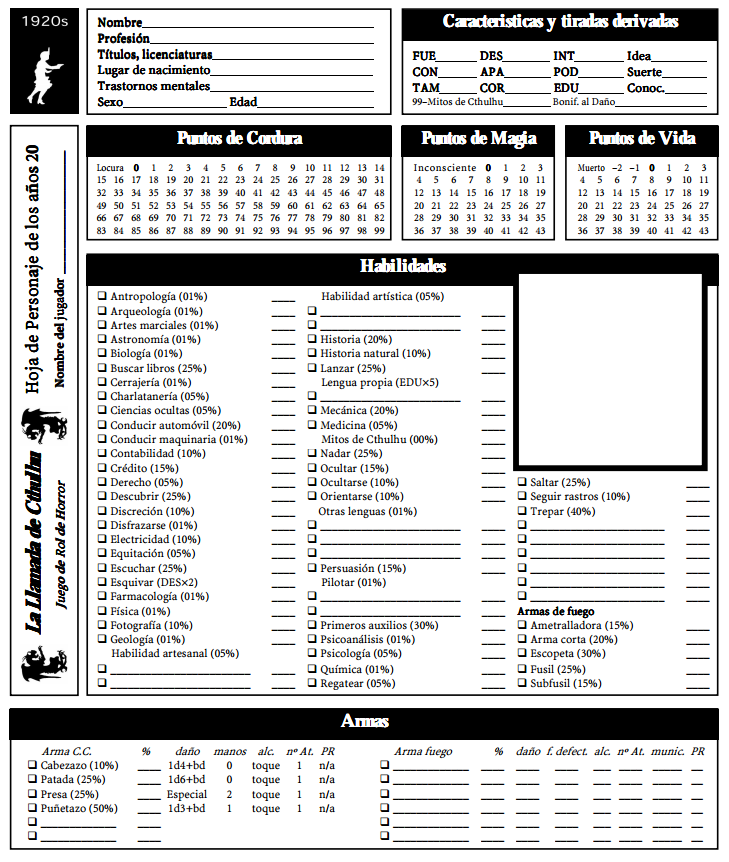 1920s
Nombre
Profesión
Títulos, licenciaturas
Lugar de nacimiento
Trastornos mentales
Sexo Edad
Características y tiradas derivadas
FUE DES INT Idea
CON APA POD Suerte
TAM COR EDU Conoc.
99–Mitos de Cthulhu Bonif. al Daño
Hoja de Personaje de los años 20
Nombre del jugador
La Llamada de Cthulhu
Juego de Rol de Horror
Puntos de Cordura
Locura 0 1 2 3 4 5 6 7 8 9 10 11 12 13 14
15 16 17 18 19 20 21 22 23 24 25 26 27 28 29 30 31
32 33 34 35 36 37 38 39 40 41 42 43 44 45 46 47 48
49 50 51 52 53 54 55 56 57 58 59 60 61 62 63 64 65
66 67 68 69 70 71 72 73 74 75 76 77 78 79 80 81 82
83 84 85 86 87 88 89 90 91 92 93 94 95 96 97 98 99
Puntos de Magia
Inconsciente 0 1 2 3
4 5 6 7 8 9 10 11
12 13 14 15 16 17 18 19
20 21 22 23 24 25 26 27
28 29 30 31 32 33 34 35
36 37 38 39 40 41 42 43
Puntos de Vida
Muerto –2 –1 0 1 2 3
4 5 6 7 8 9 10 11
12 13 14 15 16 17 18 19
20 21 22 23 24 25 26 27
28 29 30 31 32 33 34 35
36 37 38 39 40 41 42 43
Habilidades
Antropología (01%)
Arqueología (01%)
Artes marciales (01%)
Astronomía (01%)
Biología (01%)
Buscar libros (25%)
Cerrajería (01%)
Charlatanería (05%)
Ciencias ocultas (05%)
Conducir automóvil (20%)
Conducir maquinaria (01%)
Contabilidad (10%)
Crédito (15%)
Derecho (05%)
Descubrir (25%)
Discreción (10%)
Disfrazarse (01%)
Electricidad (10%)
Equitación (05%)
Escuchar (25%)
Esquivar (DES×2)
Farmacología (01%)
Física (01%)
Fotografía (10%)
Geología (01%)
Habilidad artesanal (05%)
Habilidad artística (05%)
Historia (20%)
Historia natural (10%)
Lanzar (25%)
Lengua propia (EDU×5)
Mecánica (20%)
Medicina (05%)
Mitos de Cthulhu (00%)
Nadar (25%)
Ocultar (15%)
Ocultarse (10%)
Orientarse (10%)
Otras lenguas (01%)
Persuasión (15%)
Pilotar (01%)
Primeros auxilios (30%)
Psicoanálisis (01%)
Psicología (05%)
Química (01%)
Regatear (05%)
Saltar (25%)
Seguir rastros (10%)
Trepar (40%)
Armas de fuego
Ametralladora (15%)
Arma corta (20%)
Escopeta (30%)
Fusil (25%)
Subfusil (15%)
Armas
Arma C.C. % daño manos alc. nº At. PR
Cabezazo (10%) 1d4+bd 0 toque 1 n/a
Patada (25%) 1d6+bd 0 toque 1 n/a
Presa (25%) Especial 2 toque 1 n/a
Puñetazo (50%) 1d3+bd 1 toque 1 n/a
Arma fuego % daño f. defect. alc. nº At. munic. PR